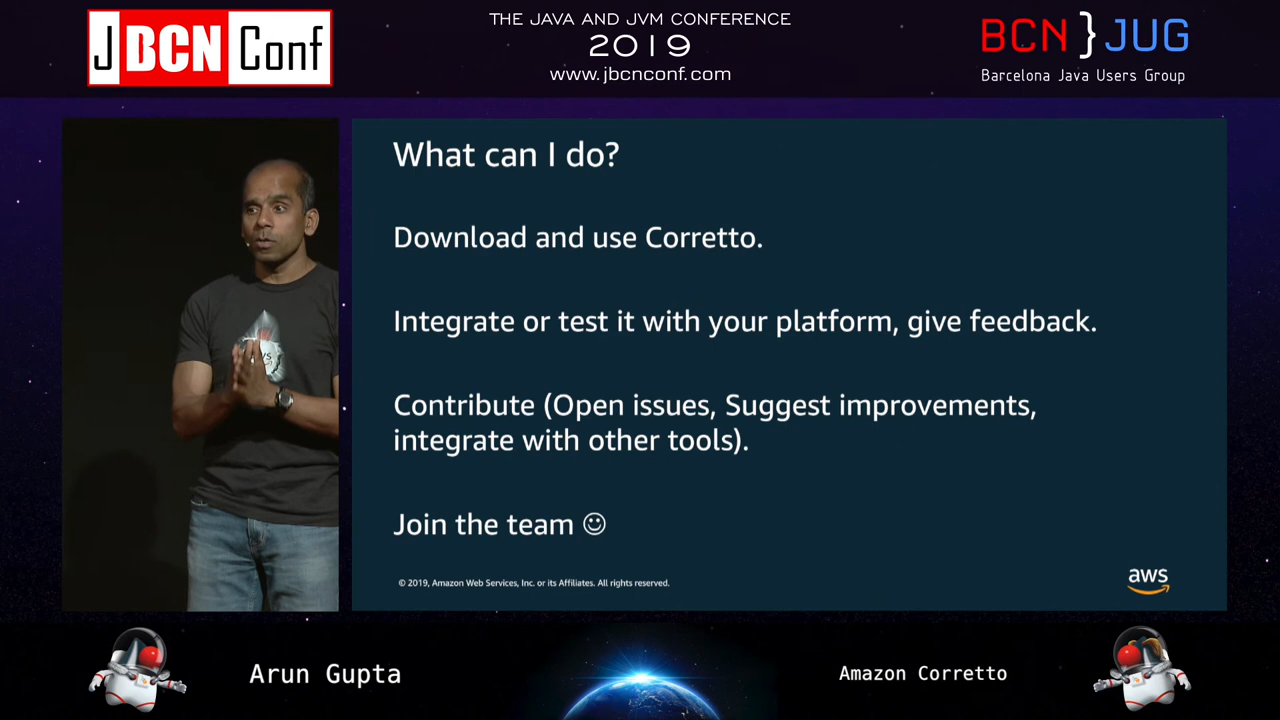 JBCNConf
THE JAVA AND JVM CONFERENCE
2019
www.jbcnconf.com
BCN}JUG
Barcelona Java Users Group
What can I do?
Download and use Corretto.
Integrate or test it with your platform, give feedback.
Contribute (Open issues, Suggest improvements,
integrate with other tools).
Join the team ☺
© 2019, Amazon Web Services, Inc. or its Affiliates. All rights reserved.
aws
Arun Gupta
Amazon Corretto